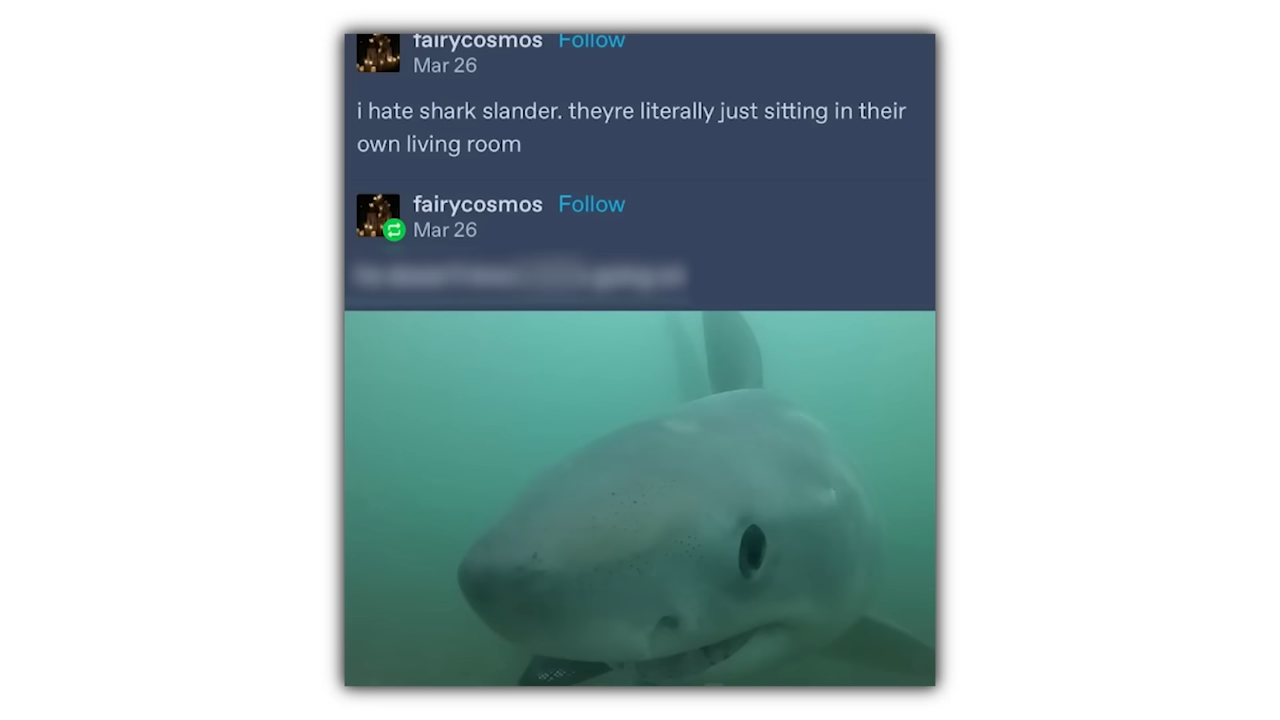 fairycosmos Follow
Mar 26
i hate shark slander. theyre literally just sitting in their
own living room
fairycosmos Follow
Mar 26